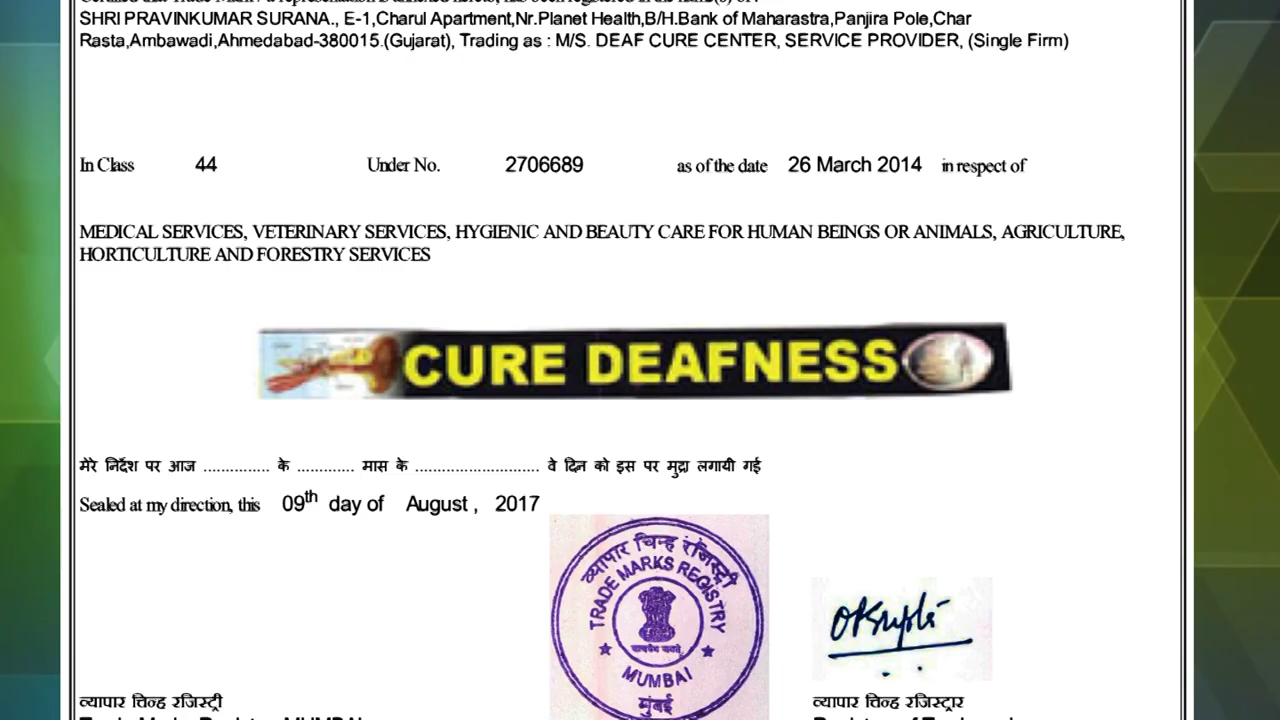 SHRI PRAVINKUMAR SURANA., E-1,Charul Apartment,Nr.Planet Health,B/H.Bank of Maharastra,Panjira Pole,Char
Rasta,Ambawadi,Ahmedabad-380015.(Gujarat), Trading as : M/S. DEAF CURE CENTER, SERVICE PROVIDER, (Single Firm)
In Class 44 Under No. 2706689 as of the date 26 March 2014 in respect of
MEDICAL SERVICES, VETERINARY SERVICES, HYGIENIC AND BEAUTY CARE FOR HUMAN BEINGS OR ANIMALS, AGRICULTURE,
HORTICULTURE AND FORESTRY SERVICES
CURE DEAFNESS
मेरे निर्देश पर आज .............. के ............ मास के .......................... वे दिन को इस पर मुद्रा लगायी गई
Sealed at my direction, this 09th day of August , 2017
व्यापार चिन्ह रजिस्ट्री
TRADE MARKS REGISTRY
सत्यमेव जयते
MUMBAI
मुंबई
व्यापार चिन्ह रजिस्ट्री व्यापार चिन्ह रजिस्ट्रार